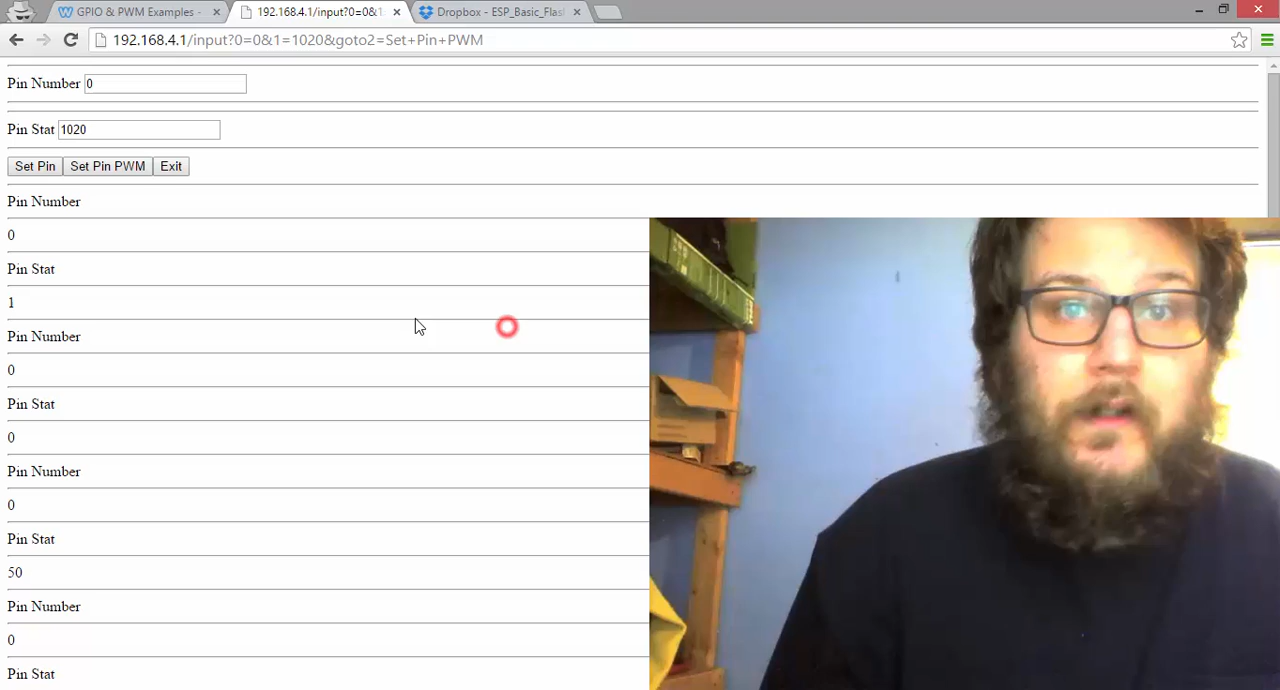 GPIO & PWM Examples -
192.168.4.1/input?0=0&1
Dropbox - ESP_Basic_Flas
192.168.4.1/input?0=0&1=1020&goto2=Set+Pin+PWM
Pin Number 0
Pin Stat 1020
Set Pin Set Pin PWM Exit
Pin Number
0
Pin Stat
1
Pin Number
0
Pin Stat
0
Pin Number
0
Pin Stat
50
Pin Number
0
Pin Stat